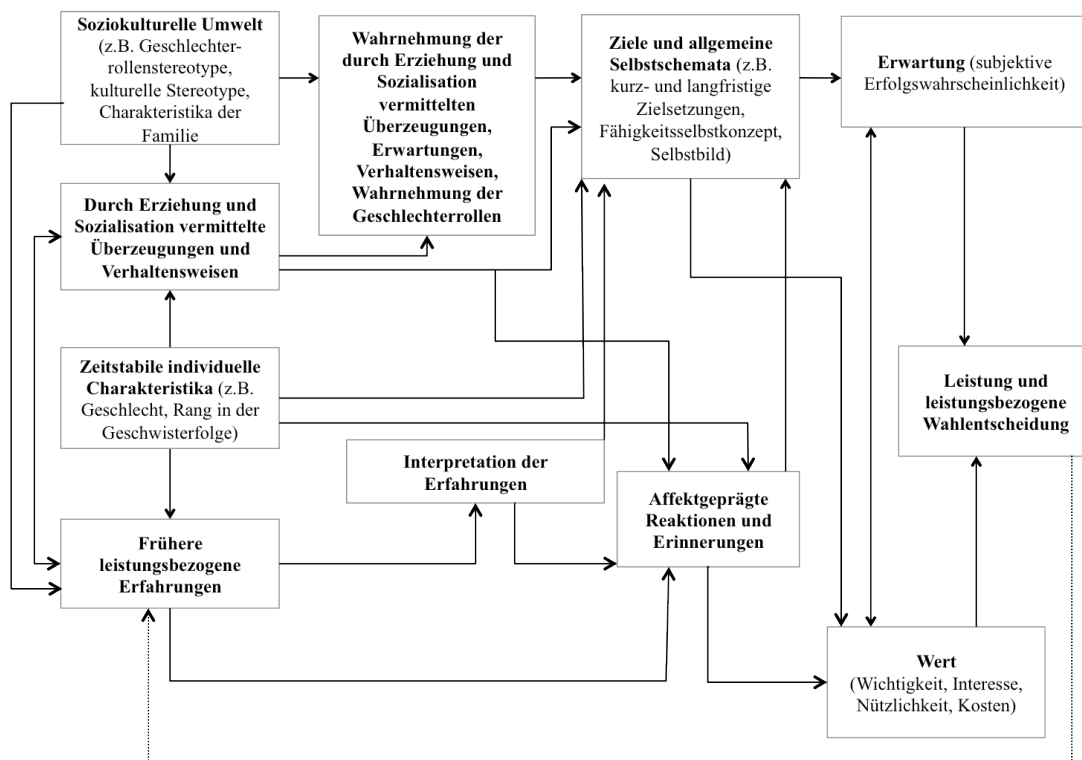 Soziokulturelle Umwelt
(z.B. Geschlechter-
rollenstereotype,
kulturelle Stereotype,
Charakteristika der
Familie
Wahrnehmung der
durch Erziehung und
Sozialisation
vermittelten
Überzeugungen,
Erwartungen,
Verhaltensweisen,
Wahrnehmung der
Geschlechterrollen
Ziele und allgemeine
Selbstschemata (z.B.
kurz- und langfristige
Zielsetzungen,
Fähigkeitsselbstkonzept,
Selbstbild)
Erwartung (subjektive
Erfolgswahrscheinlichkeit)
Durch Erziehung und
Sozialisation vermittelte
Überzeugungen und
Verhaltensweisen
Zeitstabile individuelle
Charakteristika (z.B.
Geschlecht, Rang in der
Geschwisterfolge)
Leistung und
leistungsbezogene
Wahlentscheidung
Interpretation der
Erfahrungen
Affektgeprägte
Reaktionen und
Erinnerungen
Frühere
leistungsbezogene
Erfahrungen
Wert
(Wichtigkeit, Interesse,
Nützlichkeit, Kosten)